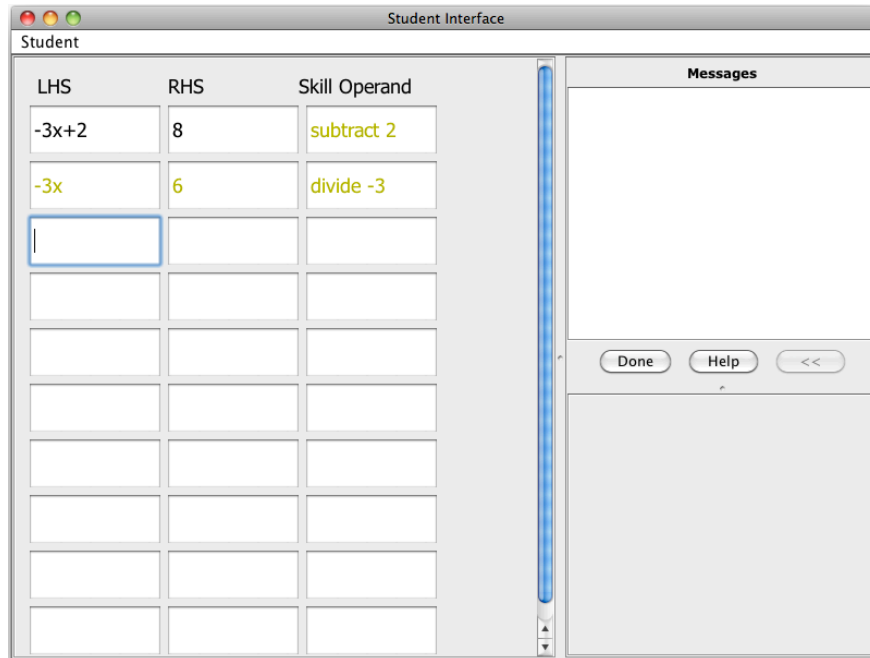 Student Interface
Student
LHS RHS Skill Operand
-3x+2 8 subtract 2
-3x 6 divide -3
Messages
Done Help <<